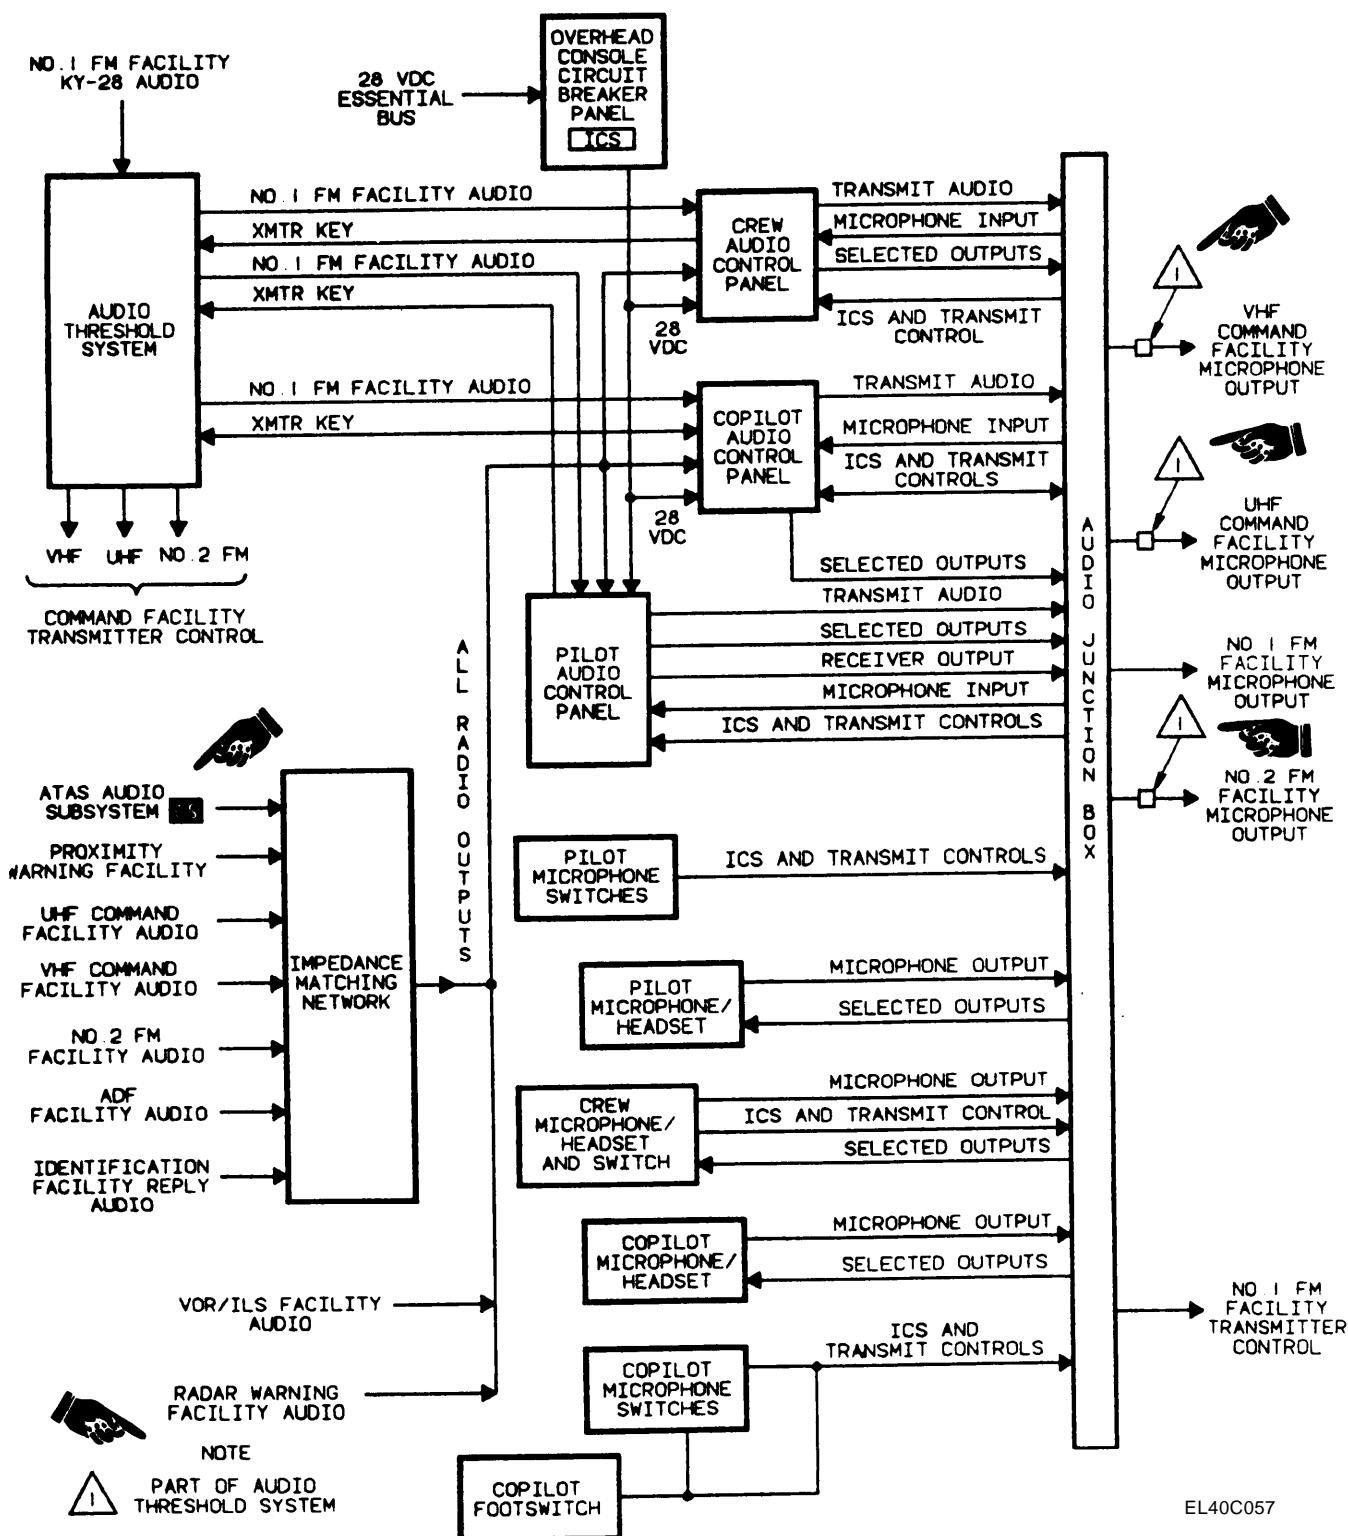 NO.1 FM FACILITY
KY-28 AUDIO
28 VDC
ESSENTIAL
BUS
OVERHEAD
CONSOLE
CIRCUIT
BREAKER
PANEL
ICS
AUDIO
THRESHOLD
SYSTEM
NO.1 FM FACILITY AUDIO
XMTR KEY
NO.1 FM FACILITY AUDIO
XMTR KEY
NO.1 FM FACILITY AUDIO
XMTR KEY
VHF UHF NO.2 FM
COMMAND FACILITY
TRANSMITTER CONTROL
CREW
AUDIO
CONTROL
PANEL
28
VDC
TRANSMIT AUDIO
MICROPHONE INPUT
SELECTED OUTPUTS
ICS AND TRANSMIT
CONTROL
COPILOT
AUDIO
CONTROL
PANEL
28
VDC
TRANSMIT AUDIO
MICROPHONE INPUT
ICS AND TRANSMIT
CONTROLS
SELECTED OUTPUTS
PILOT
AUDIO
CONTROL
PANEL
TRANSMIT AUDIO
SELECTED OUTPUTS
RECEIVER OUTPUT
MICROPHONE INPUT
ICS AND TRANSMIT CONTROLS
AUDIO JUNCTION BOX
1
VHF
COMMAND
FACILITY
MICROPHONE
OUTPUT
1
UHF
COMMAND
FACILITY
MICROPHONE
OUTPUT
NO 1 FM
FACILITY
MICROPHONE
OUTPUT
1
NO.2 FM
FACILITY
MICROPHONE
OUTPUT
ALL RADIO OUTPUTS
ATAS AUDIO
SUBSYSTEM
PROXIMITY
WARNING FACILITY
UHF COMMAND
FACILITY AUDIO
VHF COMMAND
FACILITY AUDIO
NO.2 FM
FACILITY AUDIO
ADF
FACILITY AUDIO
IDENTIFICATION
FACILITY REPLY
AUDIO
IMPEDANCE
MATCHING
NETWORK
VOR/ILS FACILITY
AUDIO
RADAR WARNING
FACILITY AUDIO
PILOT
MICROPHONE
SWITCHES
ICS AND TRANSMIT CONTROLS
PILOT
MICROPHONE/
HEADSET
MICROPHONE OUTPUT
SELECTED OUTPUTS
CREW
MICROPHONE/
HEADSET
AND SWITCH
MICROPHONE OUTPUT
ICS AND TRANSMIT CONTROL
SELECTED OUTPUTS
COPILOT
MICROPHONE/
HEADSET
MICROPHONE OUTPUT
SELECTED OUTPUTS
COPILOT
MICROPHONE
SWITCHES
ICS AND
TRANSMIT CONTROLS
COPILOT
FOOTSWITCH
NO.1 FM
FACILITY
TRANSMITTER
CONTROL
NOTE
1
PART OF AUDIO
THRESHOLD SYSTEM
EL40C057